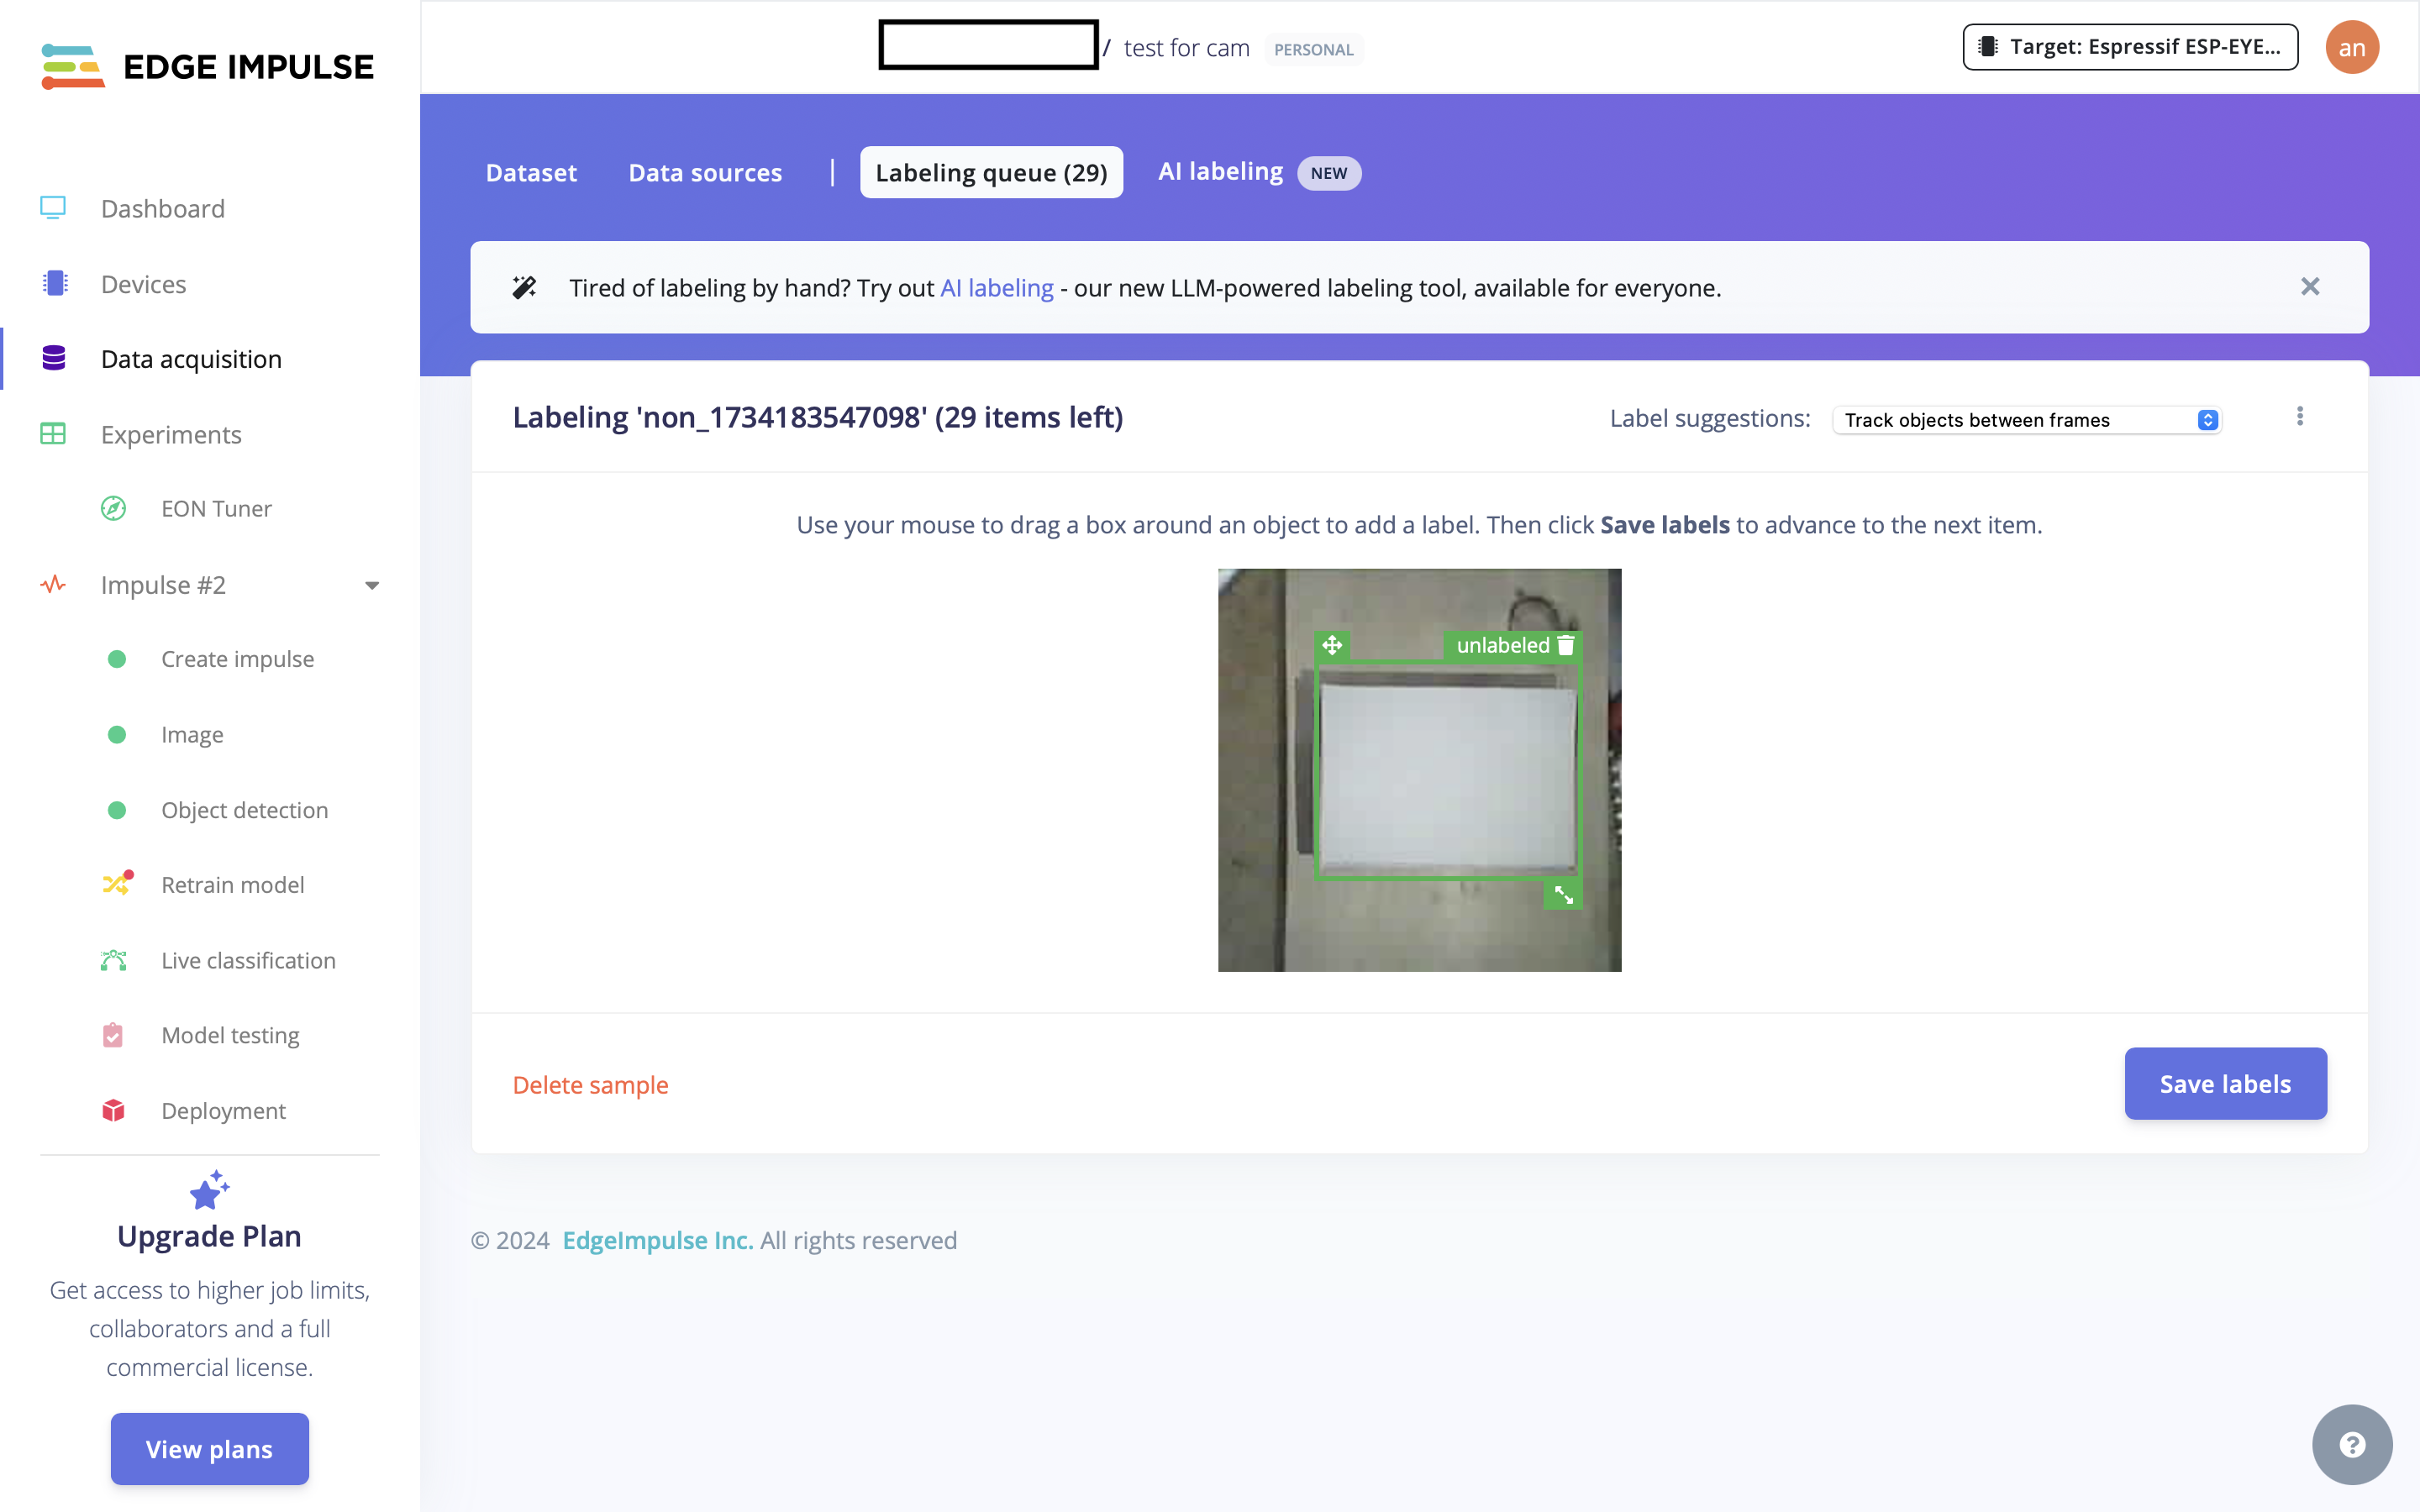 EDGE IMPULSE
/ test for cam PERSONAL
Target: Espressif ESP-EYE...
an
Dashboard
Devices
Data acquisition
Experiments
EON Tuner
Impulse #2
Create impulse
Image
Object detection
Retrain model
Live classification
Model testing
Deployment
Upgrade Plan
Get access to higher job limits,
collaborators and a full
commercial license.
View plans
Dataset
Data sources
|
Labeling queue (29)
AI labeling NEW
Tired of labeling by hand? Try out AI labeling - our new LLM-powered labeling tool, available for everyone.
Labeling 'non_1734183547098' (29 items left)
Label suggestions: Track objects between frames
Use your mouse to drag a box around an object to add a label. Then click Save labels to advance to the next item.
unlabeled
Delete sample
Save labels
© 2024 EdgeImpulse Inc. All rights reserved
?